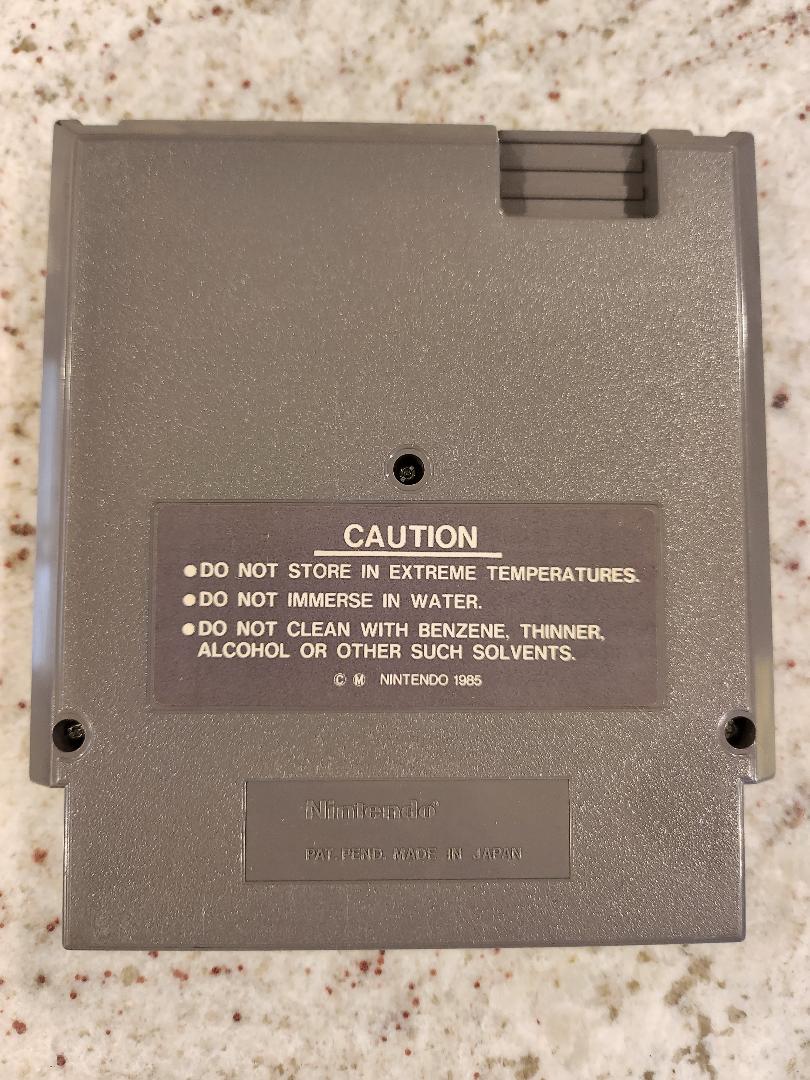 CAUTION
●DO NOT STORE IN EXTREME TEMPERATURES.
●DO NOT IMMERSE IN WATER.
●DO NOT CLEAN WITH BENZENE, THINNER,
ALCOHOL OR OTHER SUCH SOLVENTS.
Ⓒ Ⓜ NINTENDO 1985
Nintendo®
PAT. PEND. MADE IN JAPAN